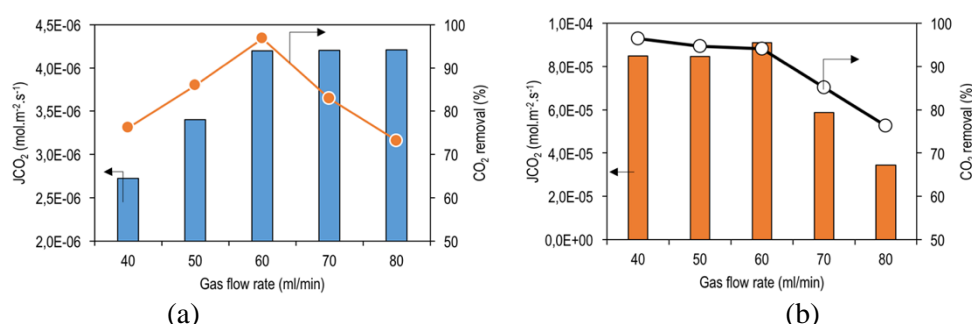 4,5E-06
4,0E-06
3,5E-06
3,0E-06
2,5E-06
2,0E-06
JCO₂ (mol.m⁻².s⁻¹)
100
90
80
70
60
50
CO₂ removal (%)
40 50 60 70 80
Gas flow rate (ml/min)
(a)
1,0E-04
8,0E-05
6,0E-05
4,0E-05
2,0E-05
0,0E+00
JCO₂ (mol.m⁻².s⁻¹)
100
90
80
70
60
50
CO₂ removal (%)
40 50 60 70 80
Gas flow rate (ml/min)
(b)